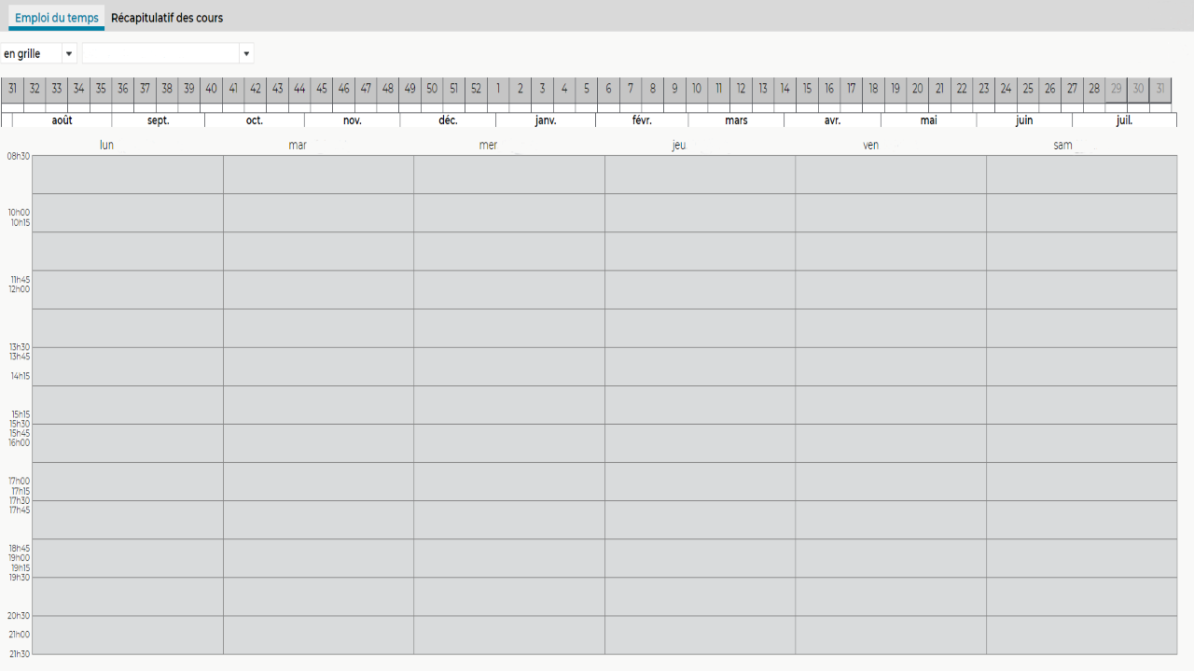 Emploi du temps Récapitulatif des cours
en grille
31 32 33 34 35 36 37 38 39 40 41 42 43 44 45 46 47 48 49 50 51 52 1 2 3 4 5 6 7 8 9 10 11 12 13 14 15 16 17 18 19 20 21 22 23 24 25 26 27 28 29 30 31
août sept. oct. nov. déc. janv. févr. mars avr. mai juin juil.
lun mar mer jeu ven sam
08h30
10h00
10h15
11h45
12h00
13h30
13h45
14h15
15h15
15h30
15h45
16h00
17h00
17h15
17h30
17h45
18h45
19h00
19h15
19h30
20h30
21h00
21h30